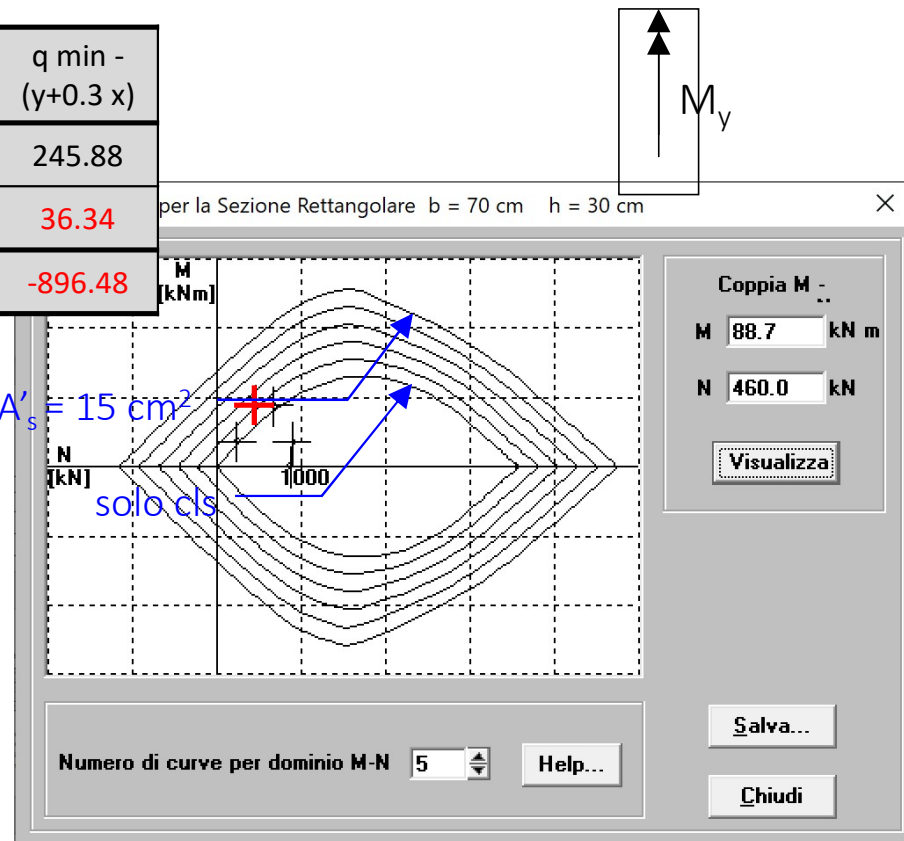 q min -
(y+0.3 x)
245.88
36.34
-896.48
My
per la Sezione Rettangolare b = 70 cm h = 30 cm
M
[kNm]
A's = 15 cm2
N
[kN]
1000
solo cls
Coppia M -
M 88.7 kN m
N 460.0 kN
Visualizza
Numero di curve per dominio M-N 5
Help...
Salva...
Chiudi